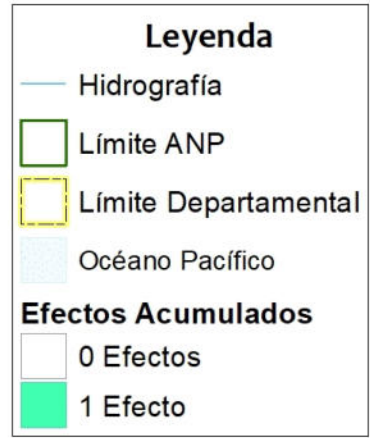 Leyenda
Hidrografía
Límite ANP
Límite Departamental
Océano Pacífico
Efectos Acumulados
0 Efectos
1 Efecto